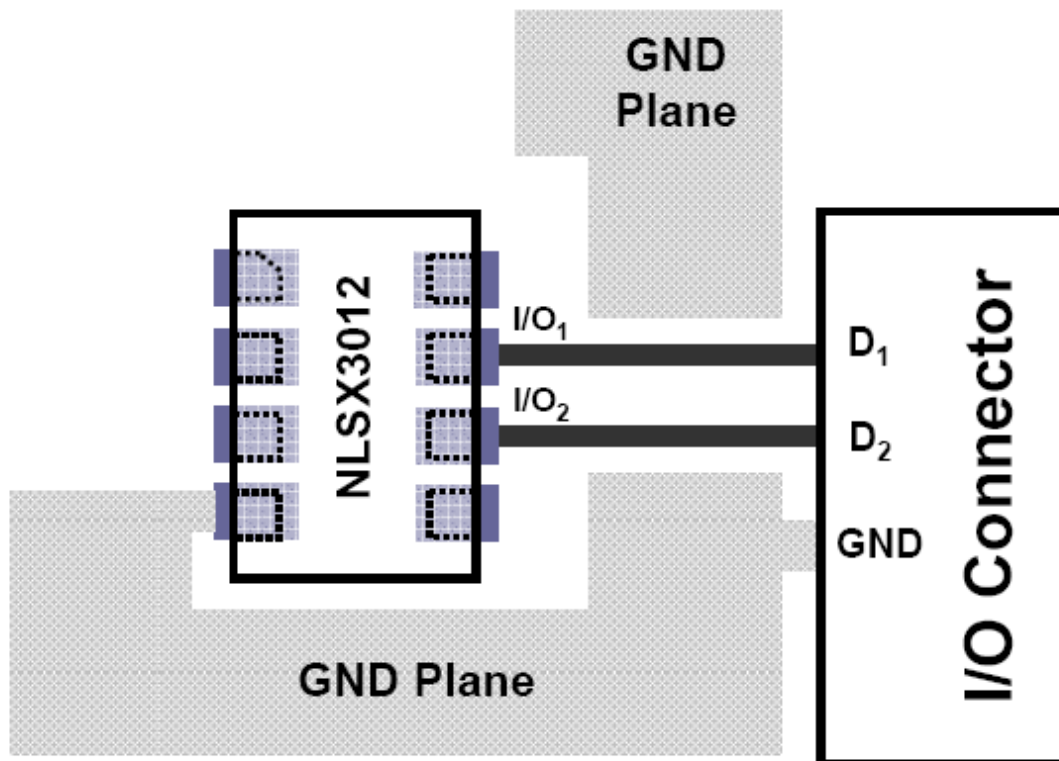 GND
Plane
NLSX3012
I/O₁
D₁
I/O₂
D₂
GND
I/O Connector
GND Plane